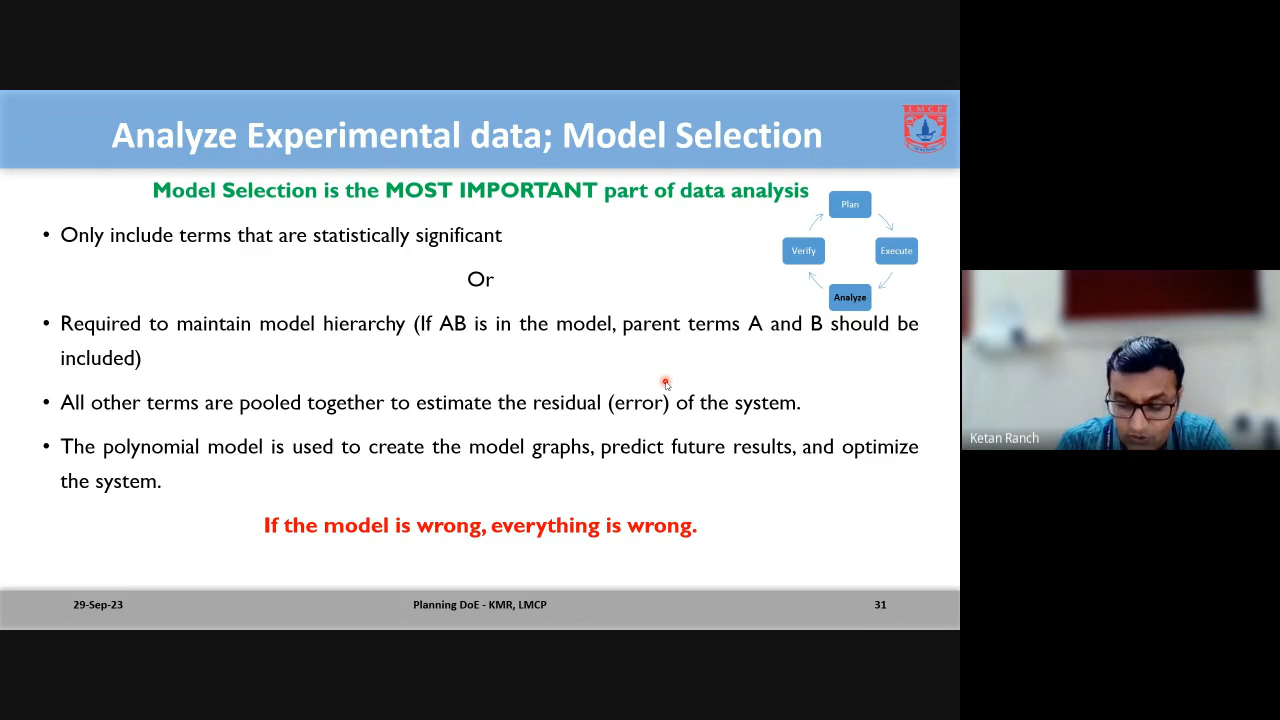 Analyze Experimental data; Model Selection
LMCP
Model Selection is the MOST IMPORTANT part of data analysis
Plan
• Only include terms that are statistically significant
Verify
Execute
Or
Analyze
• Required to maintain model hierarchy (If AB is in the model, parent terms A and B should be
included)
• All other terms are pooled together to estimate the residual (error) of the system.
• The polynomial model is used to create the model graphs, predict future results, and optimize
the system.
If the model is wrong, everything is wrong.
29-Sep-23
Planning DoE - KMR, LMCP
31
Ketan Ranch